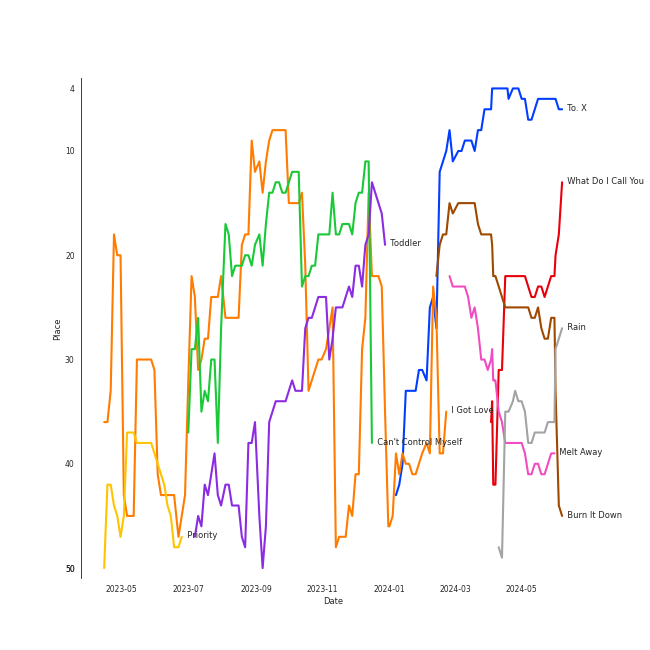 4
To. X
10
What Do I Call You
20
Toddler
Place
Rain
30
I Got Love
Can't Control Myself
40
Melt Away
Burn It Down
Priority
50
2023-05
2023-07
2023-09
2023-11
2024-01
2024-03
2024-05
Date